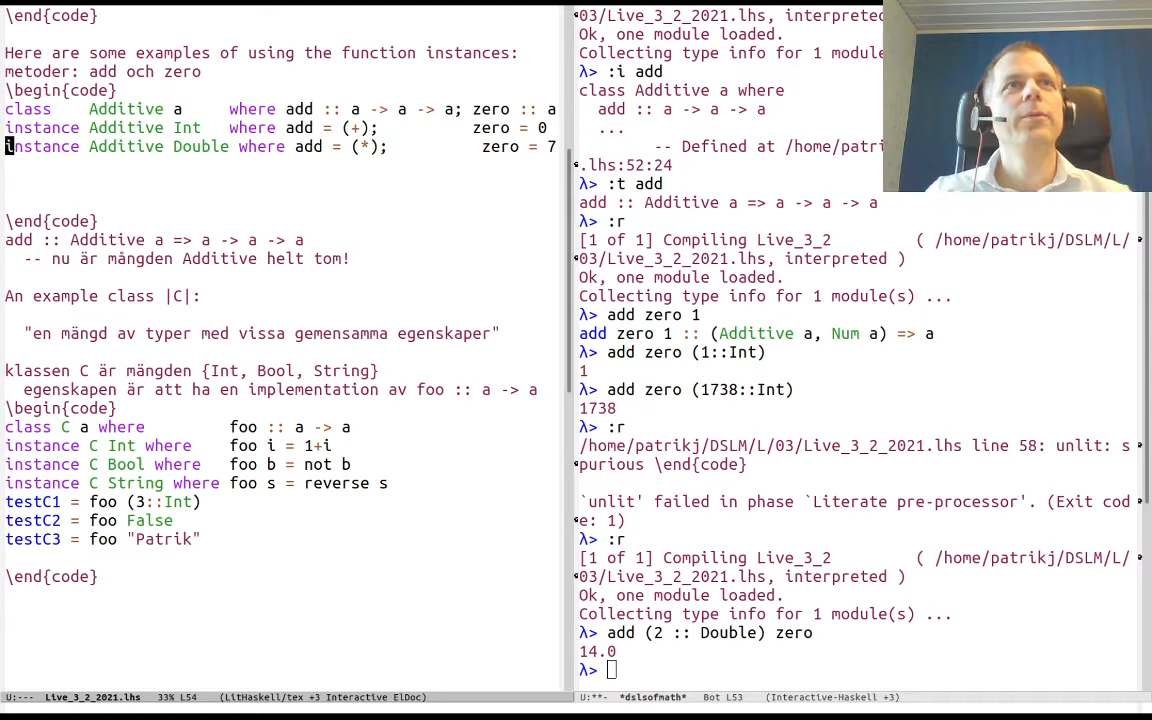 \end{code}
Here are some examples of using the function instances:
metoder: add och zero
\begin{code}
class    Additive a     where add :: a -> a -> a; zero :: a
instance Additive Int   where add = (+);          zero = 0
instance Additive Double where add = (*);          zero = 7
\end{code}
add :: Additive a => a -> a -> a
  -- nu är mångden Additive helt tom!
An example class |C|:
  "en mängd av typer med vissa gemensamma egenskaper"
klassen C är mängden {Int, Bool, String}
  egenskapen är att ha en implementation av foo :: a -> a
\begin{code}
class C a where         foo :: a -> a
instance C Int where    foo i = 1+i
instance C Bool where   foo b = not b
instance C String where foo s = reverse s
testC1 = foo (3::Int)
testC2 = foo False
testC3 = foo "Patrik"
\end{code}
U:---  Live_3_2_2021.lhs   33% L54   (LitHaskell/tex +3 Interactive ElDoc)
03/Live_3_2_2021.lhs, interpreted
Ok, one module loaded.
Collecting type info for 1 module
λ> :i add
class Additive a where
  add :: a -> a -> a
  ...
        -- Defined at /home/patri
.lhs:52:24
λ> :t add
add :: Additive a => a -> a -> a
λ> :r
[1 of 1] Compiling Live_3_2         ( /home/patrikj/DSLM/L/
03/Live_3_2_2021.lhs, interpreted )
Ok, one module loaded.
Collecting type info for 1 module(s) ...
λ> add zero 1
add zero 1 :: (Additive a, Num a) => a
λ> add zero (1::Int)
1
λ> add zero (1738::Int)
1738
λ> :r
/home/patrikj/DSLM/L/03/Live_3_2_2021.lhs line 58: unlit: s
purious \end{code}
`unlit' failed in phase `Literate pre-processor'. (Exit cod
e: 1)
λ> :r
[1 of 1] Compiling Live_3_2         ( /home/patrikj/DSLM/L/
03/Live_3_2_2021.lhs, interpreted )
Ok, one module loaded.
Collecting type info for 1 module(s) ...
λ> add (2 :: Double) zero
14.0
λ>
U:**-  *dslsofmath*   Bot L53    (Interactive-Haskell +3)